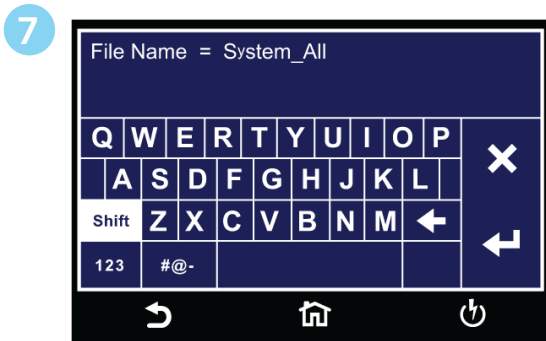 7
File Name = System_All
Q W E R T Y U I O P
A S D F G H J K L
Shift Z X C V B N M
123 #@-